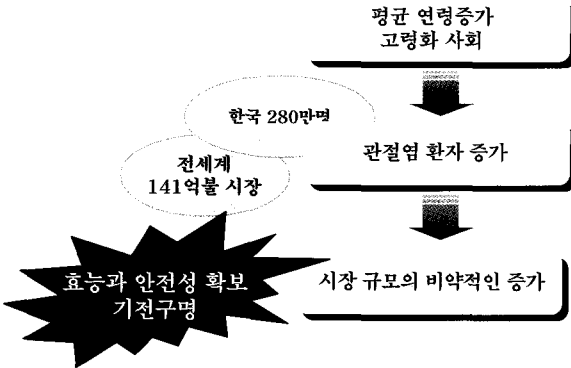 평균 연령증가
고령화 사회
한국 280만명
관절염 환자 증가
전세계
141억불 시장
효능과 안전성 확보
기전구명
시장 규모의 비약적인 증가